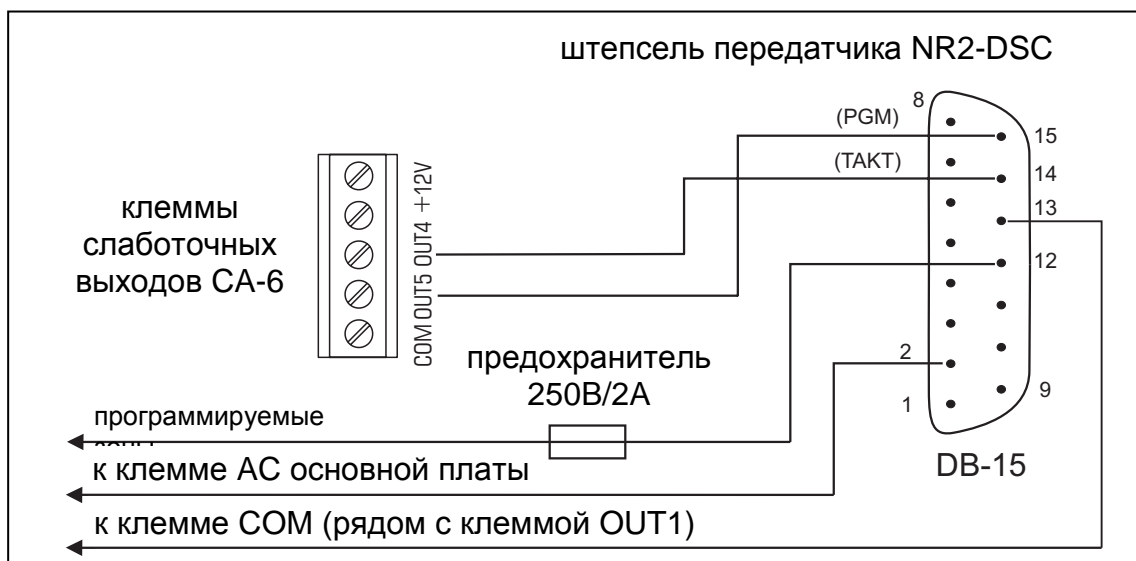 штепсель передатчика NR2-DSC
8
(PGM)
15
(TAKT)
14
13
12
клеммы
слаботочных
выходов CA-6
COM OUT5 OUT4 +12V
предохранитель
250В/2А
2
1
9
DB-15
программируемые
к клемме AC основной платы
к клемме COM (рядом с клеммой OUT1)